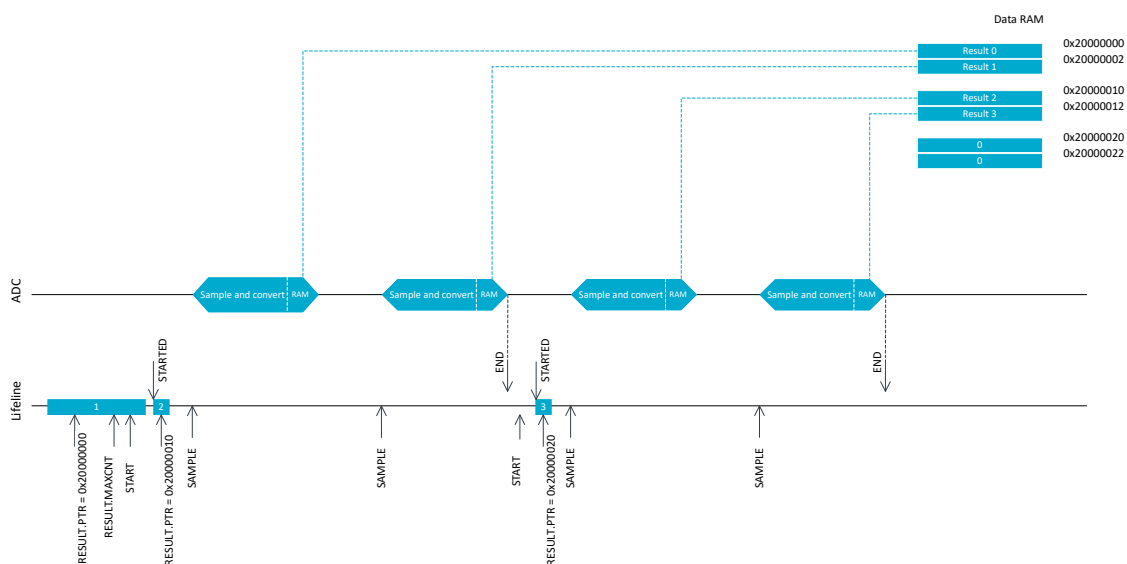 Data RAM
Result 0
0x20000000
Result 1
0x20000002
Result 2
0x20000010
Result 3
0x20000012
0
0x20000020
0
0x20000022
ADC
Sample and convert
RAM
Sample and convert
RAM
Sample and convert
RAM
Sample and convert
RAM
END
END
STARTED
STARTED
Lifeline
1
2
3
RESULT.PTR = 0x20000000
RESULT.MAXCNT
START
RESULT.PTR = 0x20000010
SAMPLE
SAMPLE
START
RESULT.PTR = 0x20000020
SAMPLE
SAMPLE